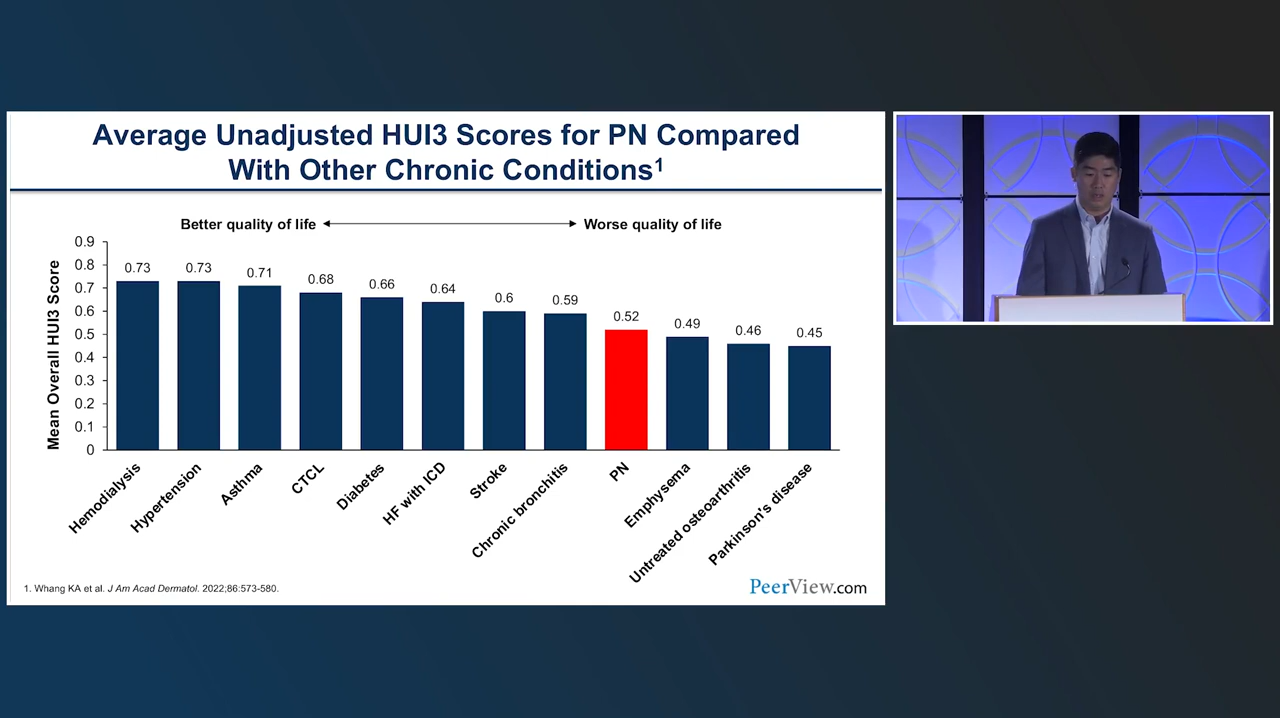 Average Unadjusted HUI3 Scores for PN Compared
With Other Chronic Conditions1
Better quality of life
Worse quality of life
Mean Overall HUI3 Score
0.9
0.8
0.7
0.6
0.5
0.4
0.3
0.2
0.1
0
0.73
0.73
0.71
0.68
0.66
0.64
0.6
0.59
0.52
0.49
0.46
0.45
Hemodialysis
Hypertension
Asthma
CTCL
Diabetes
HF with ICD
Stroke
Chronic bronchitis
PN
Emphysema
Untreated osteoarthritis
Parkinson's disease
1. Whang KA et al. J Am Acad Dermatol. 2022;86:573-580.
PeerView.com